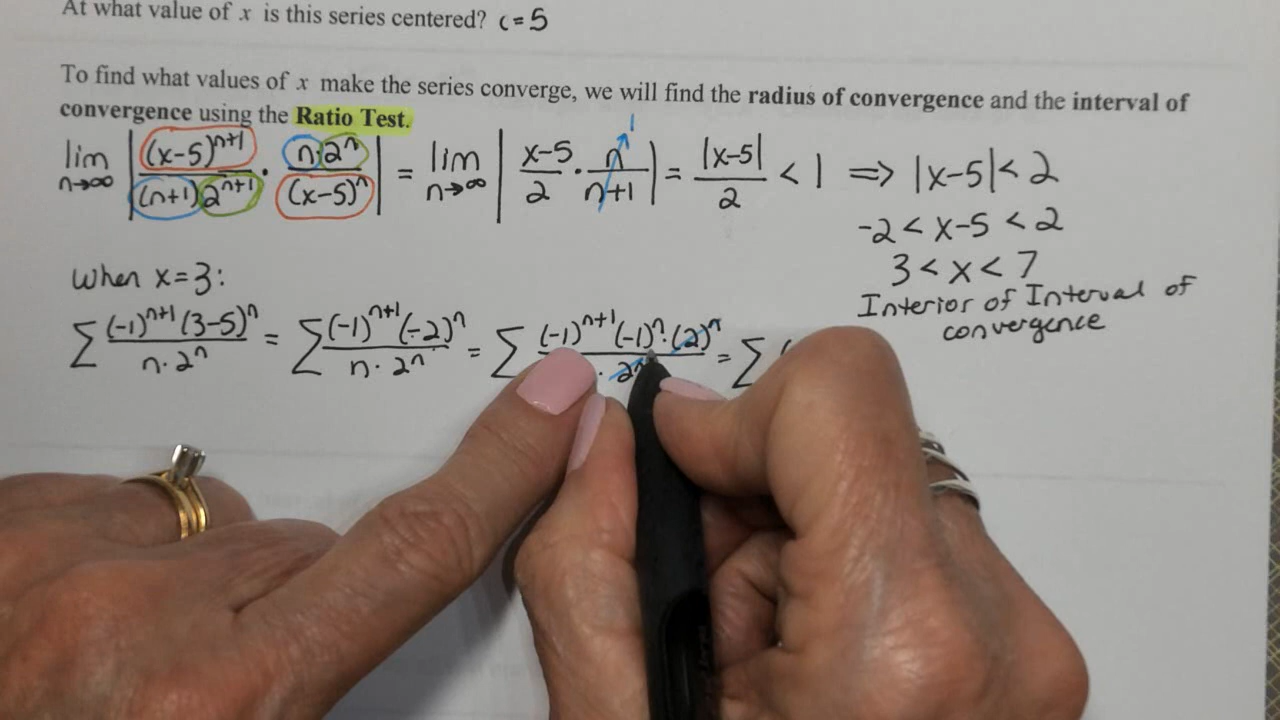 At what value of x is this series centered? c=5
To find what values of x make the series converge, we will find the radius of convergence and the interval of
convergence using the Ratio Test.
lim n→∞ |(x-5)^{n+1}/((n+1)2^{n+1}) · n·2^n/(x-5)^n| = lim n→∞ |(x-5)/2 · n/(n+1)| = |x-5|/2 < 1 ⇒ |x-5| < 2
1
-2 < x-5 < 2
3 < x < 7
Interior of Interval of
convergence
When x=3:
∑ (-1)^{n+1}(3-5)^n/(n·2^n) = ∑ (-1)^{n+1}(-2)^n/(n·2^n) = ∑ (-1)^{n+1}(-1)^n·(2)^n/(·2^n) = ∑ (